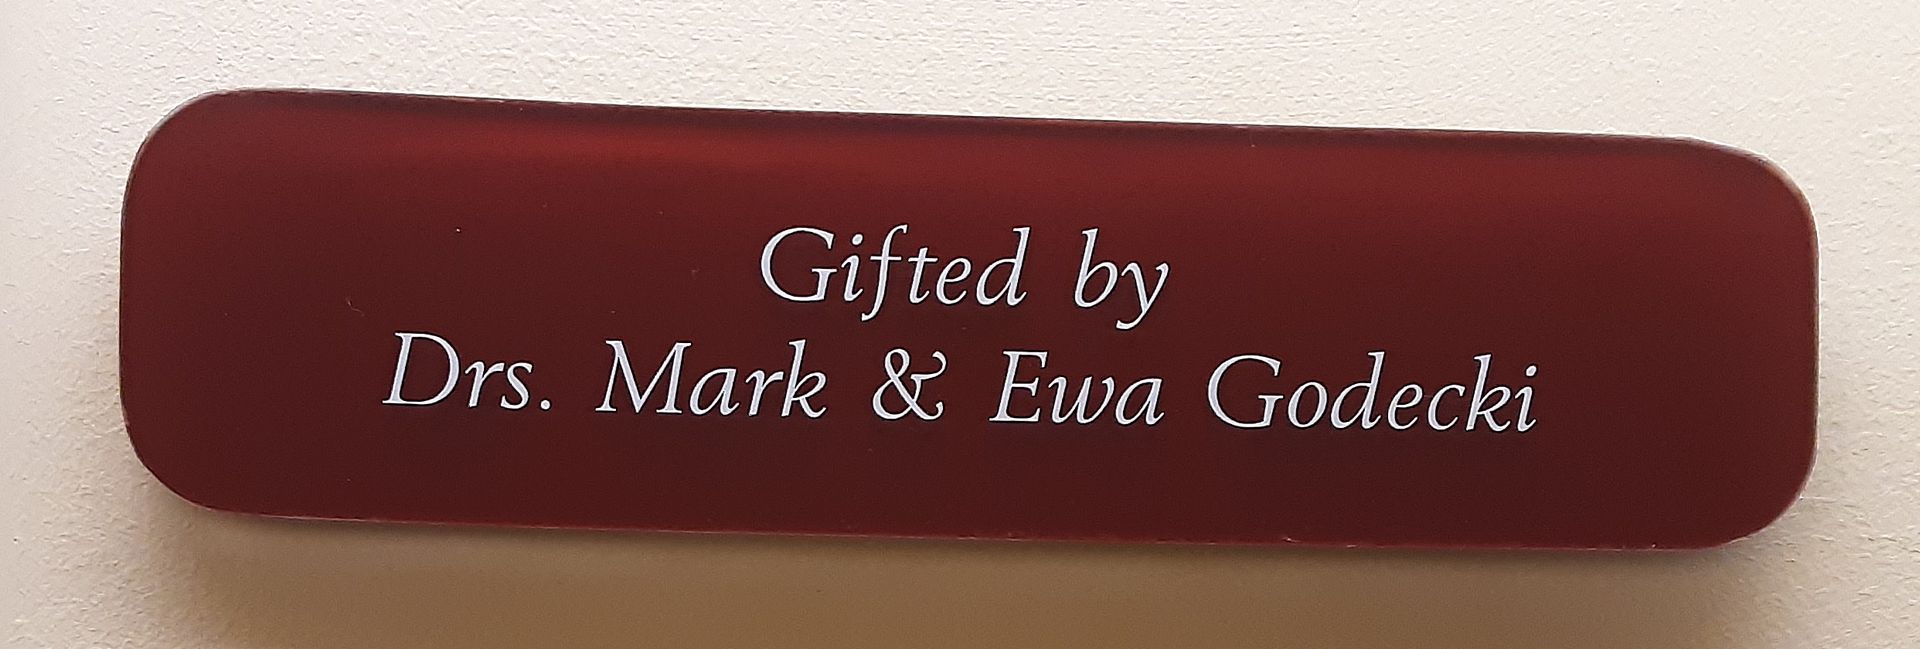 Gifted by
Drs. Mark & Ewa Godecki